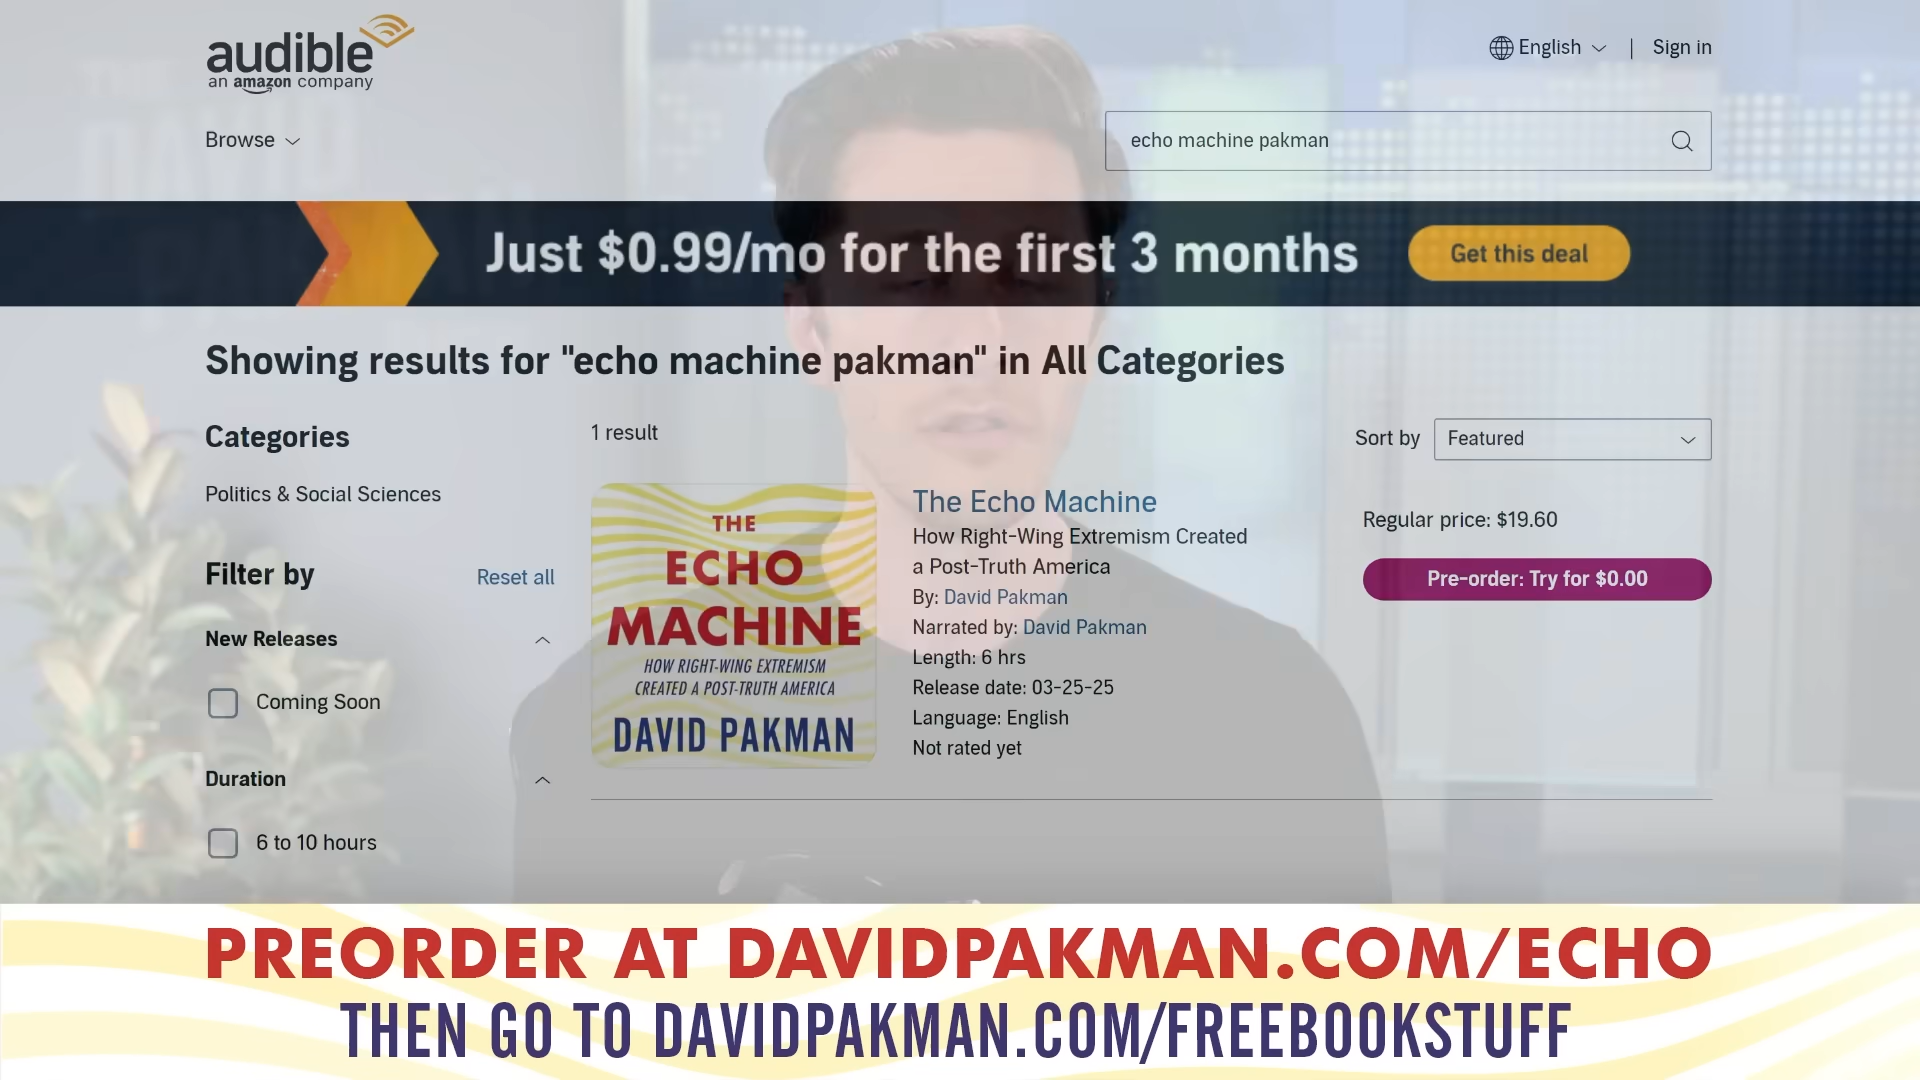 audible
an amazon company
English
Sign in
Browse
echo machine pakman
Just $0.99/mo for the first 3 months
Get this deal
Showing results for "echo machine pakman" in All Categories
Categories
Politics & Social Sciences
Filter by
Reset all
New Releases
Coming Soon
Duration
6 to 10 hours
1 result
Sort by
Featured
THE
ECHO
MACHINE
HOW RIGHT-WING EXTREMISM
CREATED A POST-TRUTH AMERICA
DAVID PAKMAN
The Echo Machine
How Right-Wing Extremism Created
a Post-Truth America
By: David Pakman
Narrated by: David Pakman
Length: 6 hrs
Release date: 03-25-25
Language: English
Not rated yet
Regular price: $19.60
Pre-order: Try for $0.00
PREORDER AT DAVIDPAKMAN.COM/ECHO
THEN GO TO DAVIDPAKMAN.COM/FREEBOOKSTUFF